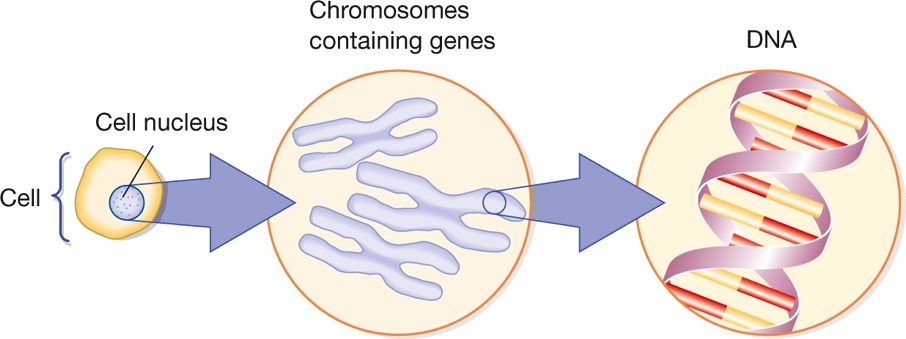 Chromosomes
containing genes
DNA
Cell nucleus
Cell